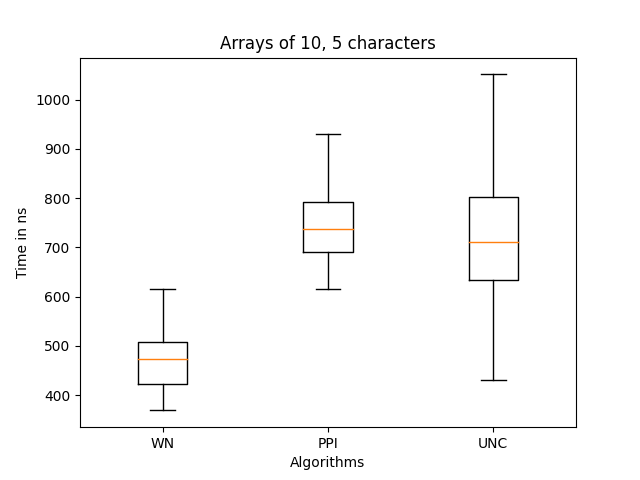 Arrays of 10, 5 characters
1000
900
800
700
600
500
400
Time in ns
WN
PPI
UNC
Algorithms